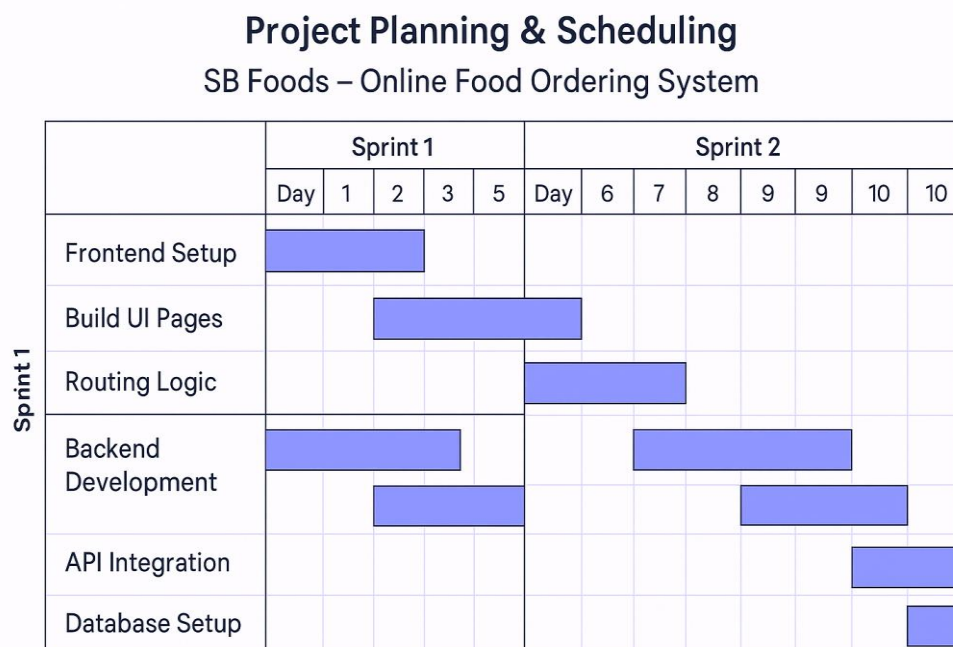 Project Planning & Scheduling
SB Foods – Online Food Ordering System
Sprint 1 Sprint 2
Day 1 2 3 5 Day 6 7 8 9 9 10 10
Frontend Setup
Build UI Pages
Routing Logic
Sprint 1
Backend
Development
API Integration
Database Setup